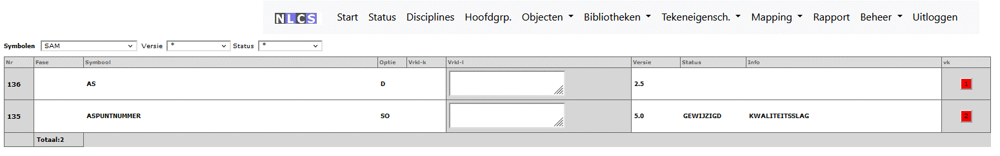 NLCS Start Status Disciplines Hoofdgrp. Objecten Bibliotheken Tekeneigensch. Mapping Rapport Beheer Uitloggen
Symbolen SAM Versie * Status *
Nr Fase Symbool Optie Vrkl-k Vrkl-l Versie Status Info vk
136 AS D 2.5 1
135 ASPUNTNUMMER SO 5.0 GEWIJZIGD KWALITEITSSLAG 2
Totaal:2